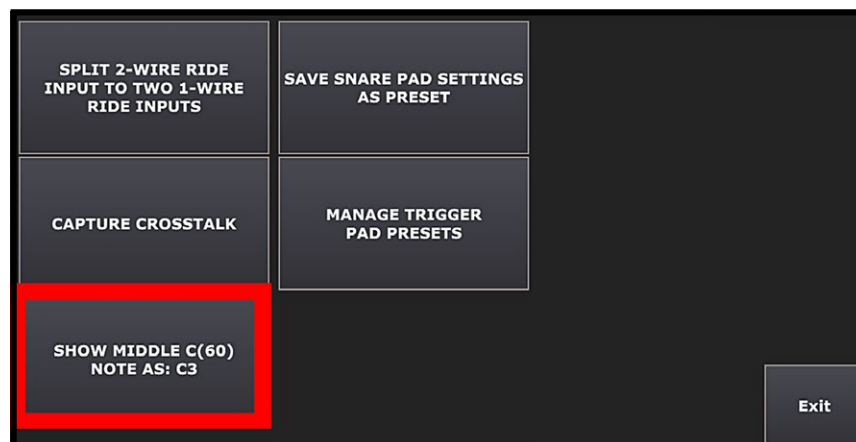 SPLIT 2-WIRE RIDE
INPUT TO TWO 1-WIRE
RIDE INPUTS
SAVE SNARE PAD SETTINGS
AS PRESET
CAPTURE CROSSTALK
MANAGE TRIGGER
PAD PRESETS
SHOW MIDDLE C(60)
NOTE AS: C3
Exit